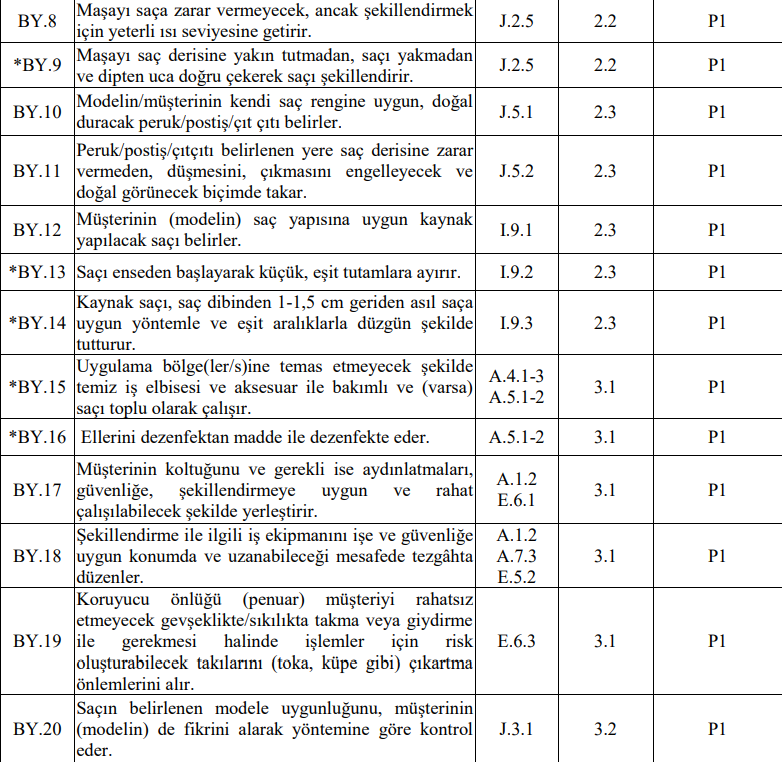 BY.8 Maşayı saça zarar vermeyecek, ancak şekillendirmek J.2.5 2.2 P1
için yeterli ısı seviyesine getirir.
*BY.9 Maşayı saç derisine yakın tutmadan, saçı yakmadan J.2.5 2.2 P1
ve dipten uca doğru çekerek saçı şekillendirir.
BY.10 Modelin/müşterinin kendi saç rengine uygun, doğal J.5.1 2.3 P1
duracak peruk/postiş/çıt çıtı belirler.
BY.11 Peruk/postiş/çıtçıtı belirlenen yere saç derisine zarar J.5.2 2.3 P1
vermeden, düşmesini, çıkmasını engelleyecek ve
doğal görünecek biçimde takar.
BY.12 Müşterinin (modelin) saç yapısına uygun kaynak I.9.1 2.3 P1
yapılacak saçı belirler.
*BY.13 Saçı enseden başlayarak küçük, eşit tutamlara ayırır. I.9.2 2.3 P1
*BY.14 Kaynak saçı, saç dibinden 1-1,5 cm geriden asıl saça I.9.3 2.3 P1
uygun yöntemle ve eşit aralıklarla düzgün şekilde
tutturur.
*BY.15 Uygulama bölge(ler/s)ine temas etmeyecek şekilde A.4.1-3 3.1 P1
temiz iş elbisesi ve aksesuar ile bakımlı ve (varsa) A.5.1-2
saçı toplu olarak çalışır.
*BY.16 Ellerini dezenfektan madde ile dezenfekte eder. A.5.1-2 3.1 P1
BY.17 Müşterinin koltuğunu ve gerekli ise aydınlatmaları, A.1.2 3.1 P1
güvenliğe, şekillendirmeye uygun ve rahat E.6.1
çalışılabilecek şekilde yerleştirir.
BY.18 Şekillendirme ile ilgili iş ekipmanını işe ve güvenliğe A.1.2 3.1 P1
uygun konumda ve uzanabileceği mesafede tezgâhta A.7.3
düzenler. E.5.2
BY.19 Koruyucu önlüğü (penuar) müşteriyi rahatsız E.6.3 3.1 P1
etmeyecek gevşeklikte/sıkılıkta takma veya giydirme
ile gerekmesi halinde işlemler için risk
oluşturabilecek takılarını (toka, küpe gibi) çıkartma
önlemlerini alır.
BY.20 Saçın belirlenen modele uygunluğunu, müşterinin J.3.1 3.2 P1
(modelin) de fikrini alarak yöntemine göre kontrol
eder.